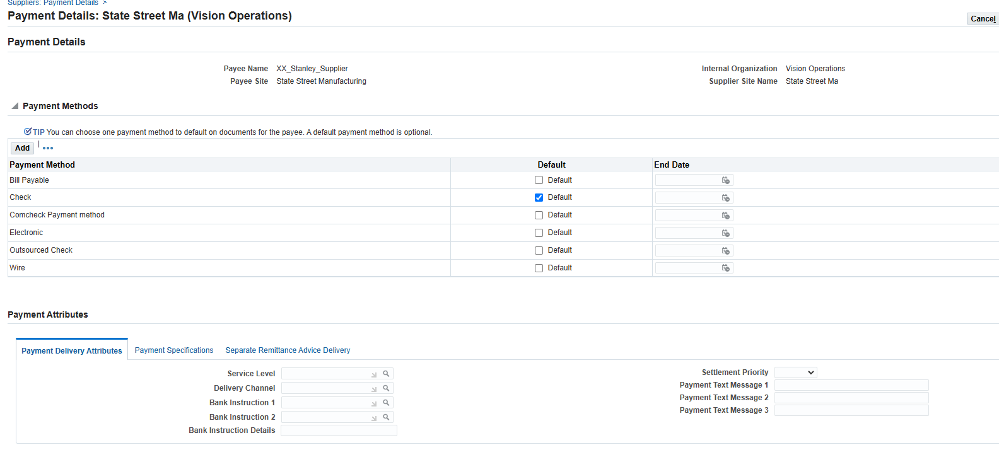 Suppliers: Payment Details >
Payment Details: State Street Ma (Vision Operations)
Cancel
Payment Details
Payee Name XX_Stanley_Supplier
Internal Organization Vision Operations
Payee Site State Street Manufacturing
Supplier Site Name State Street Ma
Payment Methods
TIP You can choose one payment method to default on documents for the payee. A default payment method is optional.
Add
Payment Method Default End Date
Bill Payable Default
Check Default
Comcheck Payment method Default
Electronic Default
Outsourced Check Default
Wire Default
Payment Attributes
Payment Delivery Attributes Payment Specifications Separate Remittance Advice Delivery
Service Level
Settlement Priority
Delivery Channel
Payment Text Message 1
Bank Instruction 1
Payment Text Message 2
Bank Instruction 2
Payment Text Message 3
Bank Instruction Details